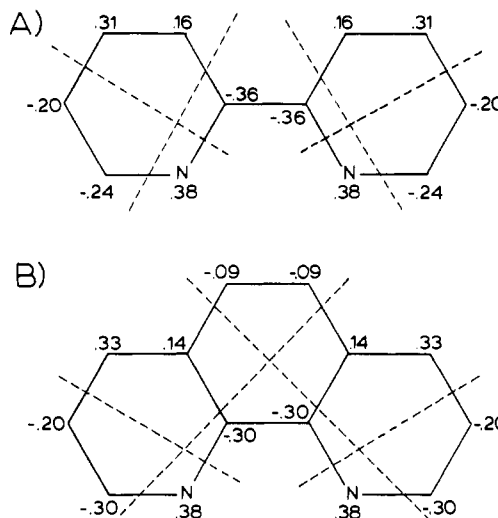 A)
.31 .16 .16 .31
-.20 -.36 -.36 -.20
N N
-.24 .38 .38 -.24
B)
-.09 -.09
.33 .14 .14 .33
-.20 -.30 -.30 -.20
N N
-.30 .38 .38 -.30